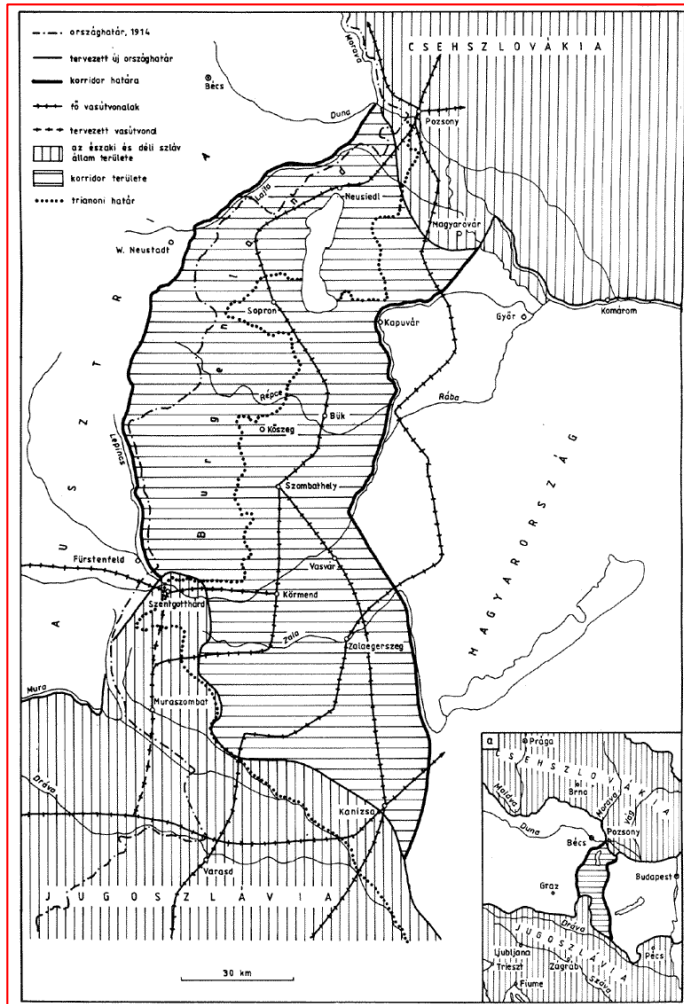 országhatár, 1914
tervezett új országhatár
korridor határa
fő vasútvonalak
tervezett vasútvonal
az északi és déli szláv
állam területe
korridor területe
trianoni határ
CSEHSZLOVÁKIA
Morava
Bécs
Duna
Pozsony
Lajta
Neusiedl
Magyaróvár
W. Neustadt
Sopron
Kapuvár
Győr
Komárom
AUSZTRIA
Burgenland
Répce
Rába
Bük
Kőszeg
Lapincs
Szombathely
MAGYARORSZÁG
Fürstenfeld
Vasvár
Szentgotthárd
Körmend
Zala
Zalaegerszeg
Mura
Muraszombat
Dráva
Kanizsa
Varasd
JUGOSZLÁVIA
30 km
a
Prága
CSEHSZLOVÁKIA
Brno
Moldva
Morava
Vág
Duna
Pozsony
Bécs
Budapest
Graz
Dráva
JUGOSZLÁVIA
Pécs
Ljubljana
Trieszt
Zágráb
Száva
Fiume